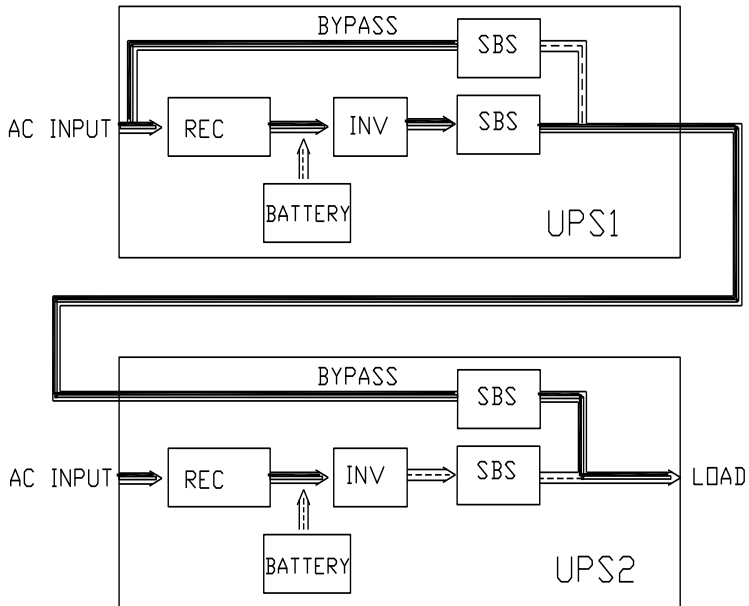 BYPASS
SBS
AC INPUT
REC
INV
SBS
BATTERY
UPS1
BYPASS
SBS
AC INPUT
REC
INV
SBS
LOAD
BATTERY
UPS2